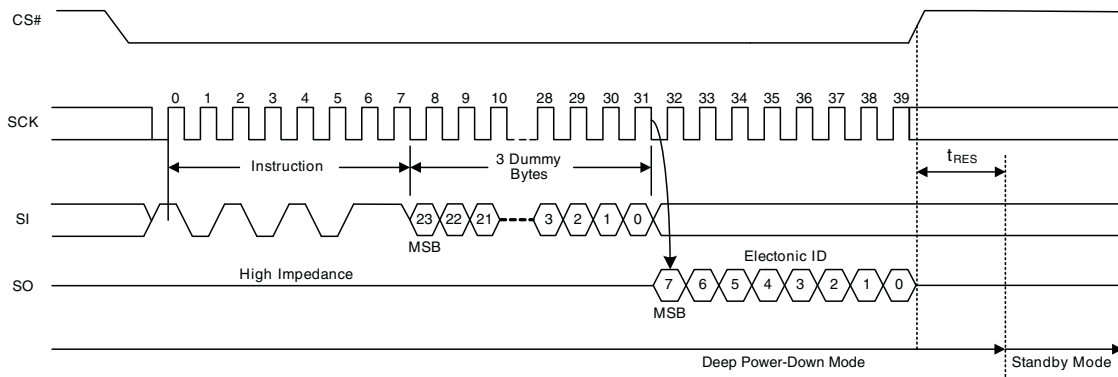 CS#
0 1 2 3 4 5 6 7 8 9 10 28 29 30 31 32 33 34 35 36 37 38 39
SCK
Instruction
3 Dummy
Bytes
tRES
SI
23 22 21 3 2 1 0
MSB
High Impedance
Electonic ID
SO
7 6 5 4 3 2 1 0
MSB
Deep Power-Down Mode
Standby Mode